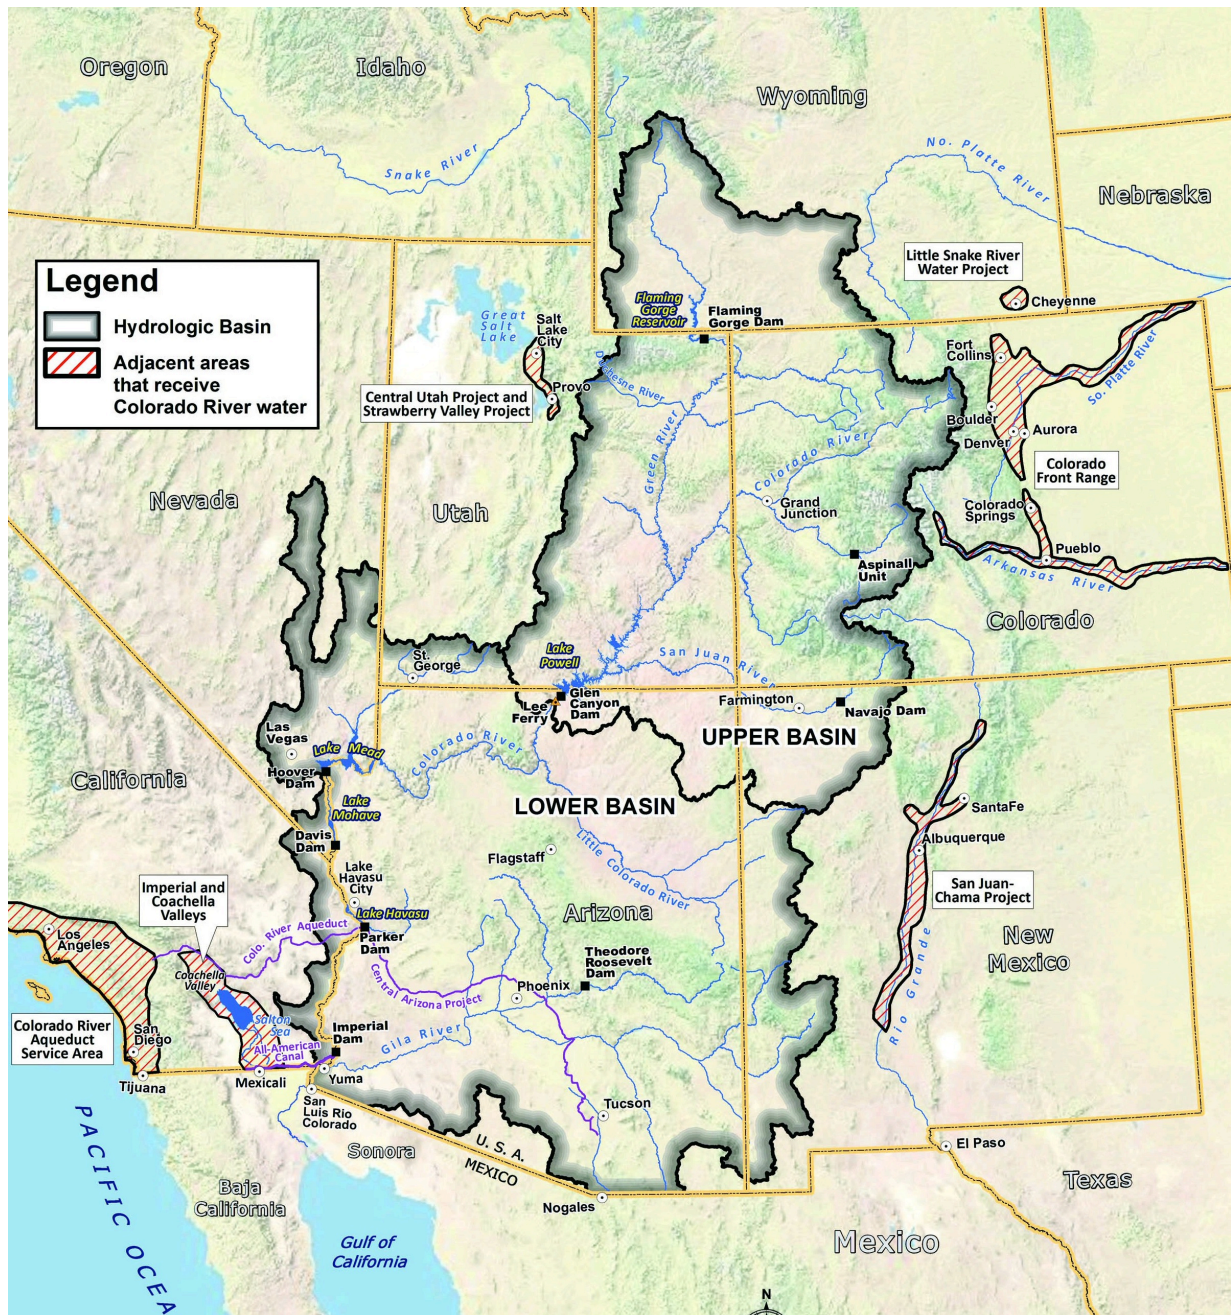 Oregon
Idaho
Wyoming
Snake River
No. Platte River
Nebraska
Little Snake River
Water Project
Cheyenne
Legend
Hydrologic Basin
Adjacent areas
that receive
Colorado River water
Great
Salt
Lake
Salt
Lake
City
Flaming
Gorge
Reservoir
Flaming
Gorge Dam
Fort
Collins
So. Platte River
Duchesne River
Provo
Central Utah Project and
Strawberry Valley Project
Green River
Colorado River
Boulder
Denver
Aurora
Colorado
Front Range
Nevada
Utah
Grand
Junction
Colorado
Springs
Pueblo
Aspinall
Unit
Arkansas River
Colorado
St.
George
Lake
Powell
San Juan River
Lee
Ferry
Glen
Canyon
Dam
Farmington
Navajo Dam
UPPER BASIN
Las
Vegas
Lake Mead
Colorado River
Hoover
Dam
California
Lake
Mohave
LOWER BASIN
SantaFe
Davis
Dam
Albuquerque
Flagstaff
Little Colorado River
Lake
Havasu
City
Imperial and
Coachella
Valleys
San Juan-
Chama Project
Lake Havasu
Arizona
Colo. River Aqueduct
Parker
Dam
Los
Angeles
New
Mexico
Theodore
Roosevelt
Dam
Coachella
Valley
Central Arizona Project
Phoenix
Rio Grande
Salton
Sea
Colorado River
Aqueduct
Service Area
San
Diego
Imperial
Dam
Gila River
All-American
Canal
Tijuana
Mexicali
Yuma
San
Luis Rio
Colorado
Tucson
U. S. A.
MEXICO
Sonora
El Paso
Baja
California
Nogales
Texas
PACIFIC OCEA
Gulf of
California
Mexico
N